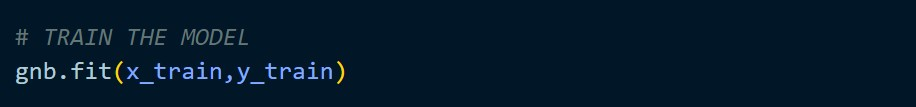 # TRAIN THE MODEL
gnb.fit(x_train,y_train)